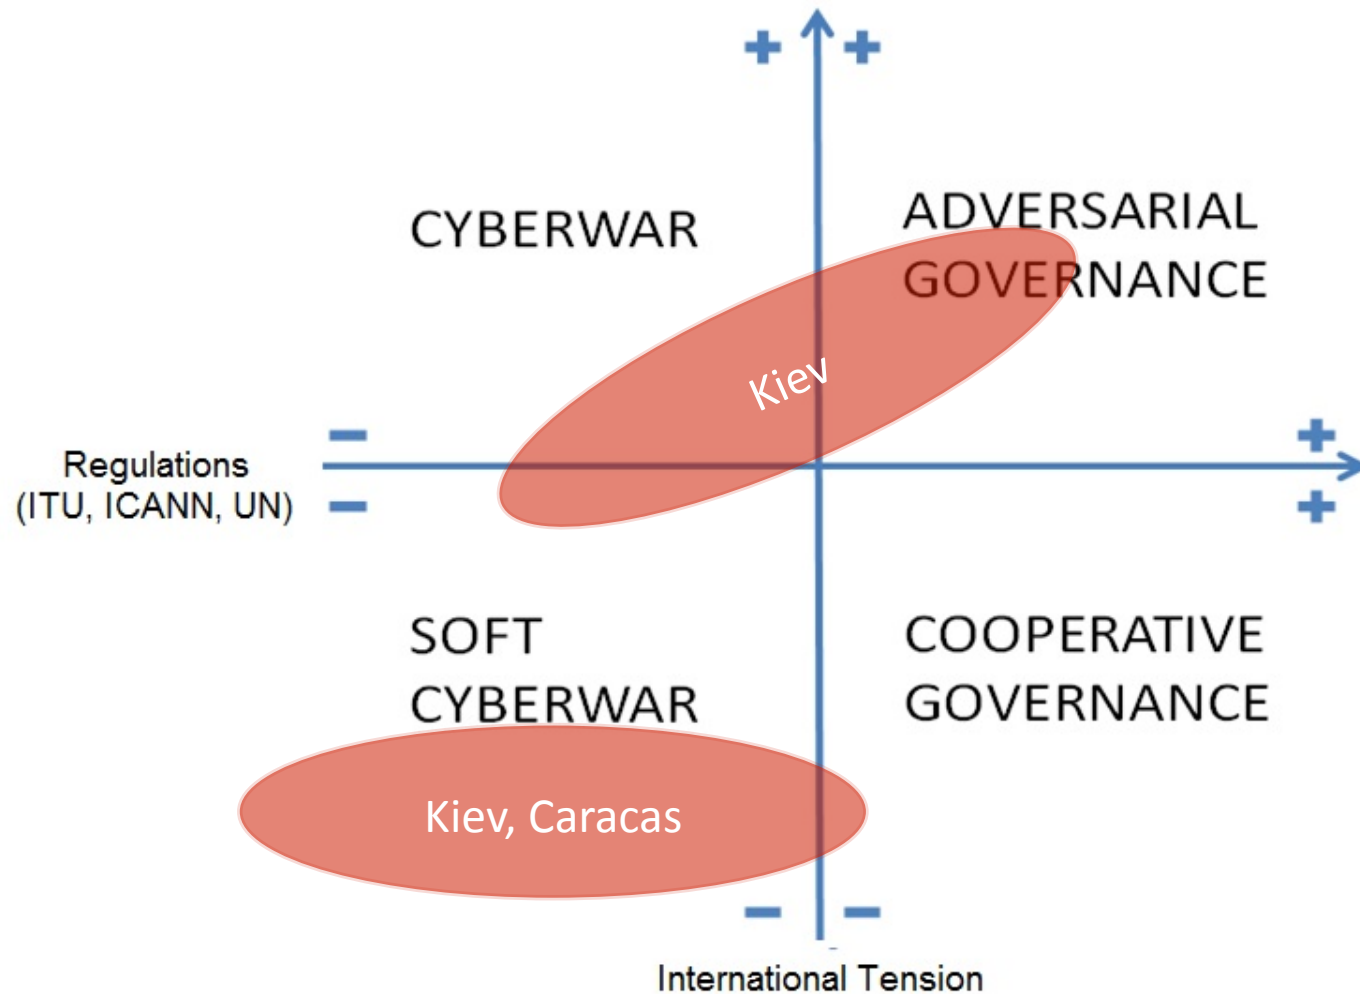 CYBERWAR
ADVERSARIAL
GOVERNANCE
Kiev
Regulations
(ITU, ICANN, UN)
SOFT
CYBERWAR
COOPERATIVE
GOVERNANCE
Kiev, Caracas
International Tension